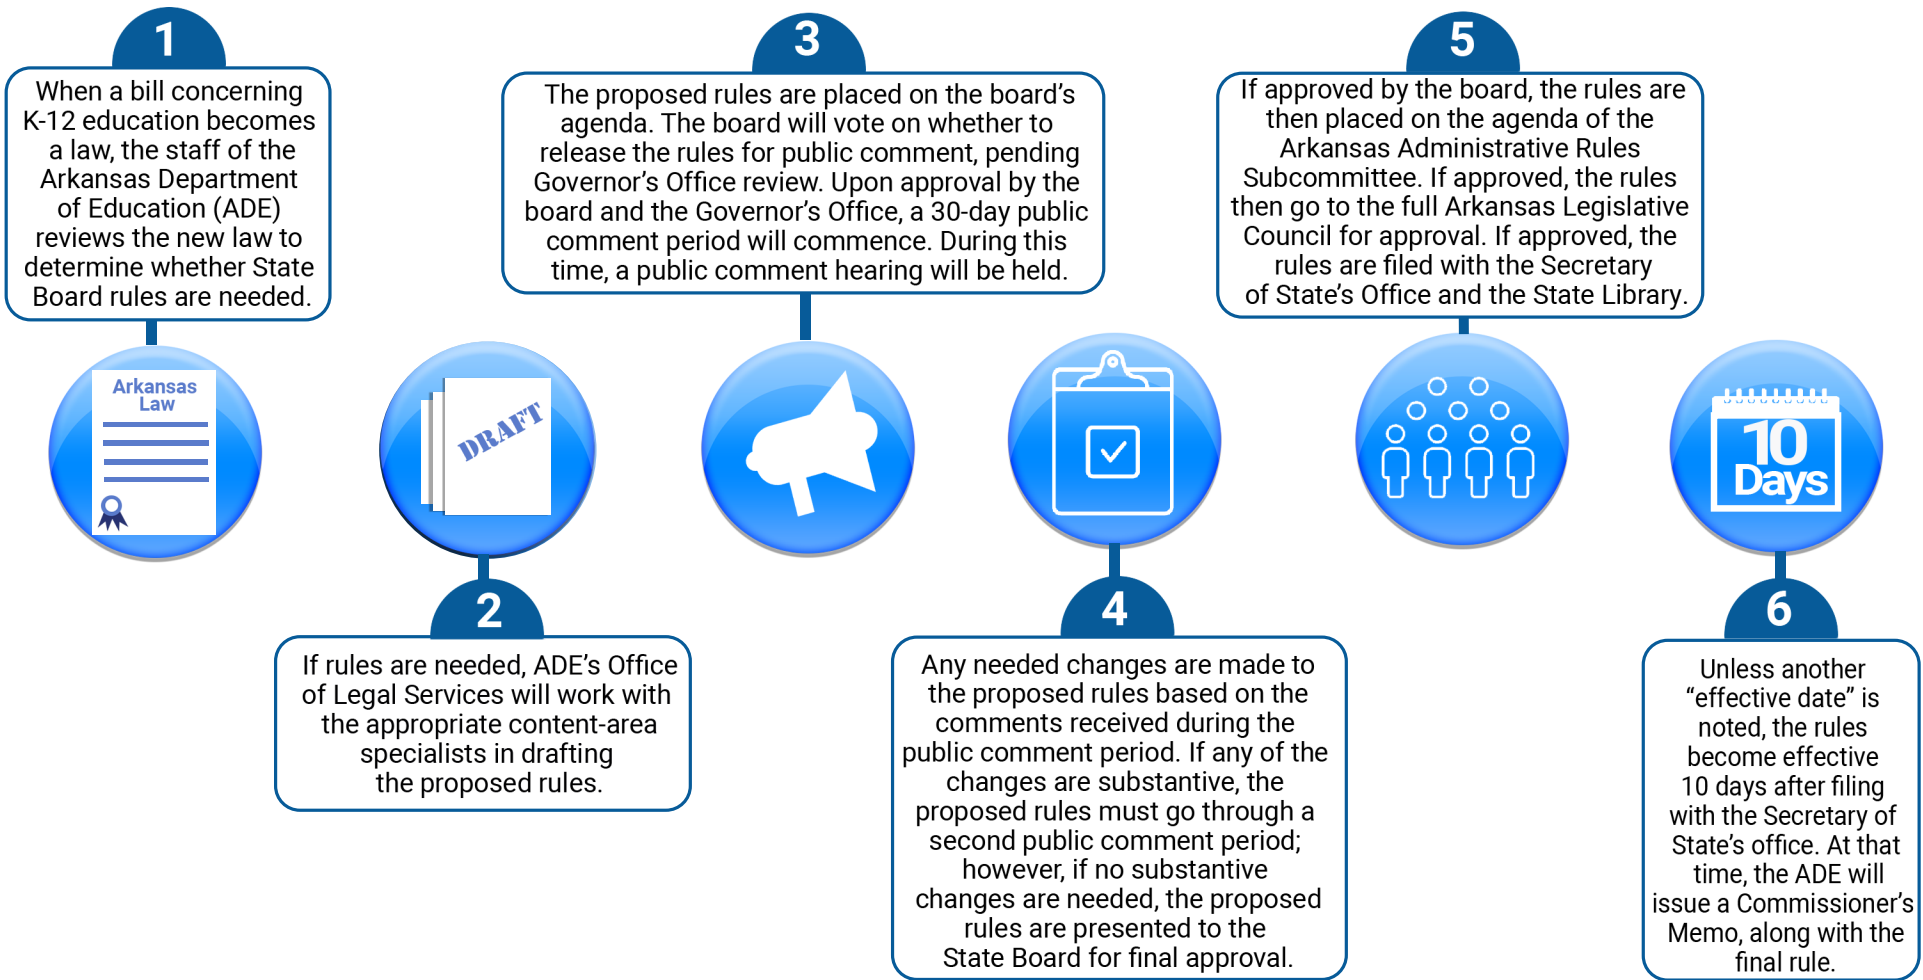 1
When a bill concerning
K-12 education becomes
a law, the staff of the
Arkansas Department
of Education (ADE)
reviews the new law to
determine whether State
Board rules are needed.
Arkansas
Law
DRAFT
2
If rules are needed, ADE’s Office
of Legal Services will work with
the appropriate content-area
specialists in drafting
the proposed rules.
3
The proposed rules are placed on the board’s
agenda. The board will vote on whether to
release the rules for public comment, pending
Governor’s Office review. Upon approval by the
board and the Governor’s Office, a 30-day public
comment period will commence. During this
time, a public comment hearing will be held.
4
Any needed changes are made to
the proposed rules based on the
comments received during the
public comment period. If any of the
changes are substantive, the
proposed rules must go through a
second public comment period;
however, if no substantive
changes are needed, the proposed
rules are presented to the
State Board for final approval.
5
If approved by the board, the rules are
then placed on the agenda of the
Arkansas Administrative Rules
Subcommittee. If approved, the rules
then go to the full Arkansas Legislative
Council for approval. If approved, the
rules are filed with the Secretary
of State’s Office and the State Library.
10
Days
6
Unless another
“effective date” is
noted, the rules
become effective
10 days after filing
with the Secretary of
State’s office. At that
time, the ADE will
issue a Commissioner’s
Memo, along with the
final rule.